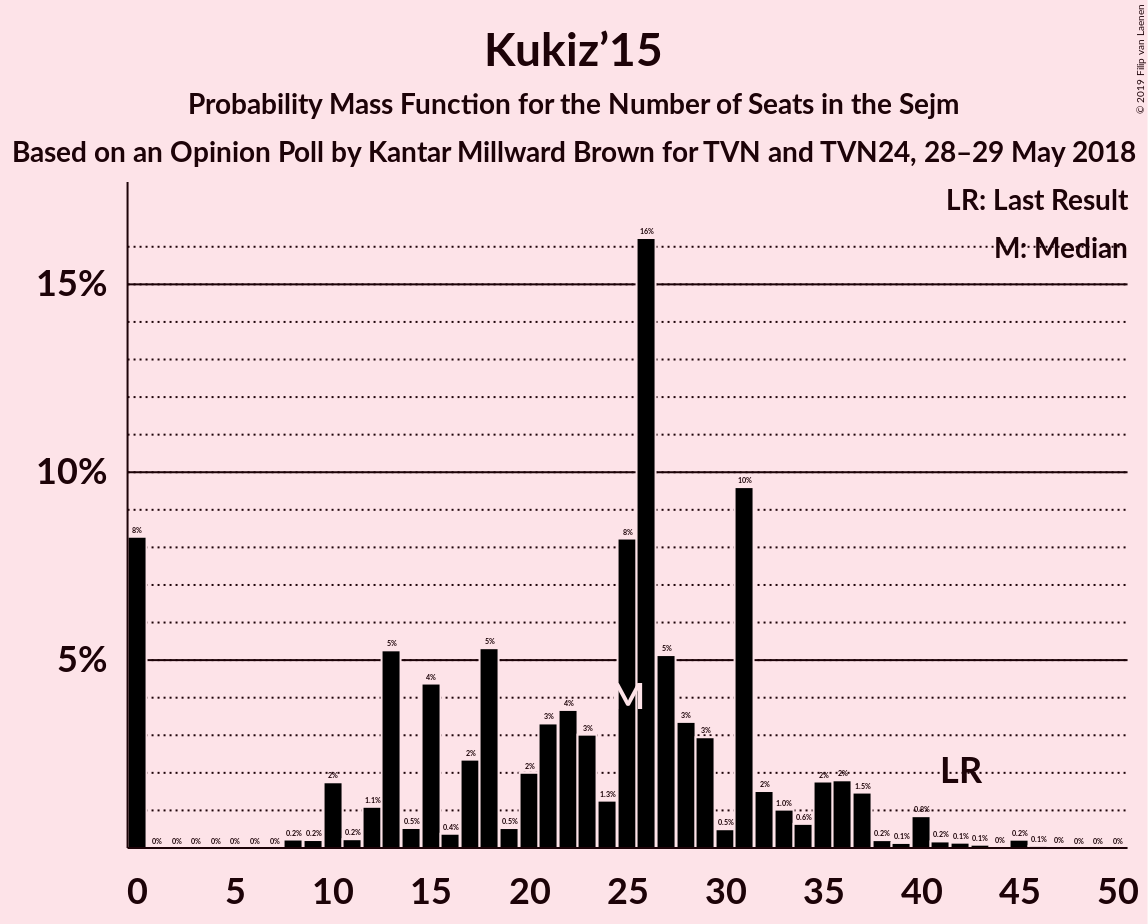 © 2019 Filip van Laenen
Kukiz’15
Probability Mass Function for the Number of Seats in the Sejm
Based on an Opinion Poll by Kantar Millward Brown for TVN and TVN24, 28–29 May 2018
LR: Last Result
M: Median
15%
10%
5%
8% 0% 0% 0% 0% 0% 0% 0% 0.2% 0.2% 2% 0.2% 1.1% 5% 0.5% 4% 0.4% 2% 5% 0.5% 2% 3% 4% 3% 1.3% 8% 16% 5% 3% 3% 0.5% 10% 2% 1.0% 0.6% 2% 2% 1.5% 0.2% 0.1% 0.8% 0.2% 0.1% 0.1% 0% 0.2% 0.1% 0% 0% 0% 0%
M
LR
0 5 10 15 20 25 30 35 40 45 50